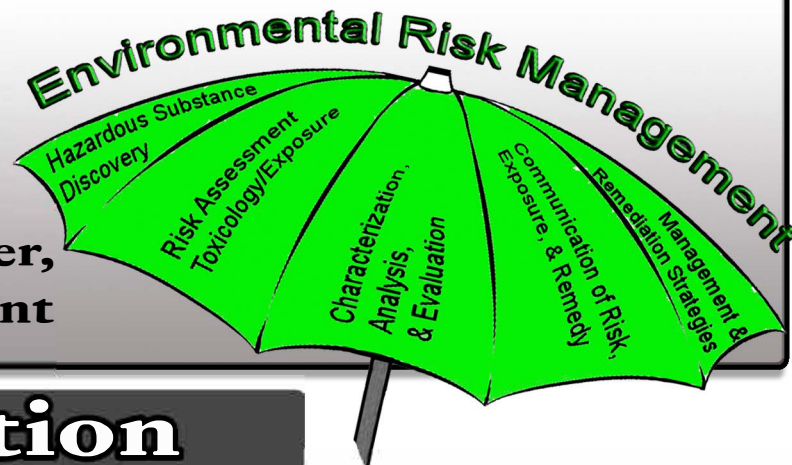 Environmental Risk Management
Hazardous Substance
Discovery
Risk Assessment
Toxicology/Exposure
Characterization,
Analysis,
& Evaluation
Communication of Risk,
Exposure, & Remedy
Management &
Remediation Strategies
er,
nt
tion